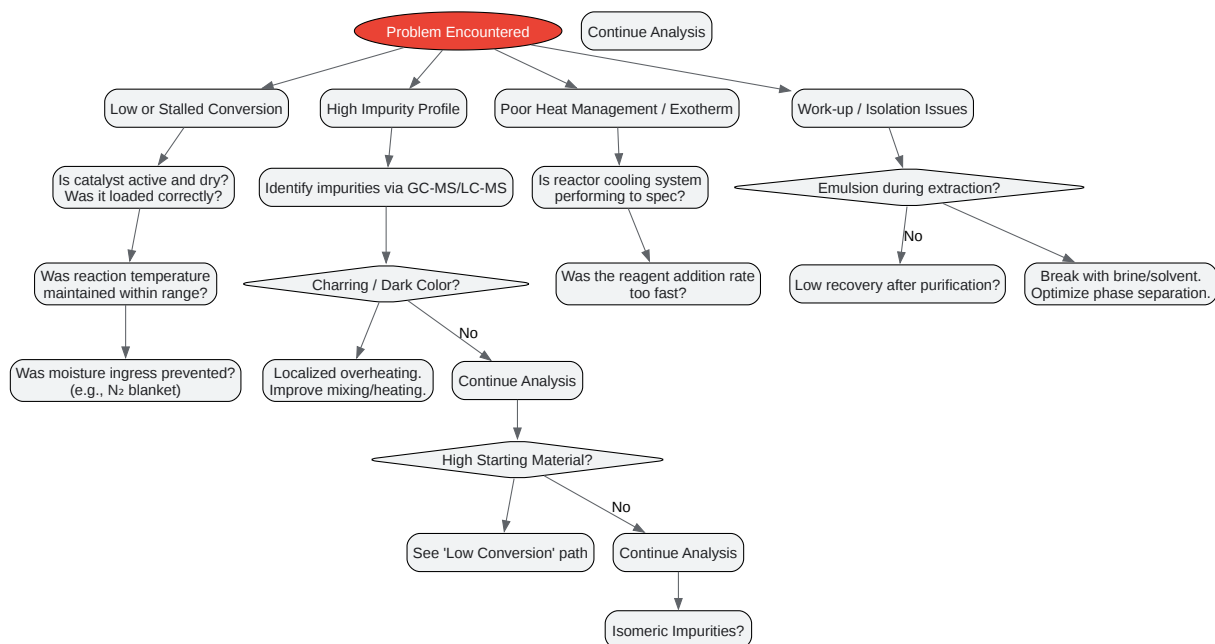 Problem Encountered
Continue Analysis
Low or Stalled Conversion
High Impurity Profile
Poor Heat Management / Exotherm
Work-up / Isolation Issues
Is catalyst active and dry?
Was it loaded correctly?
Identify impurities via GC-MS/LC-MS
Is reactor cooling system
performing to spec?
Emulsion during extraction?
No
Was reaction temperature
maintained within range?
Charring / Dark Color?
Was the reagent addition rate
too fast?
Low recovery after purification?
Break with brine/solvent.
Optimize phase separation.
No
Was moisture ingress prevented?
(e.g., N₂ blanket)
Localized overheating.
Improve mixing/heating.
Continue Analysis
High Starting Material?
No
See 'Low Conversion' path
Continue Analysis
Isomeric Impurities?